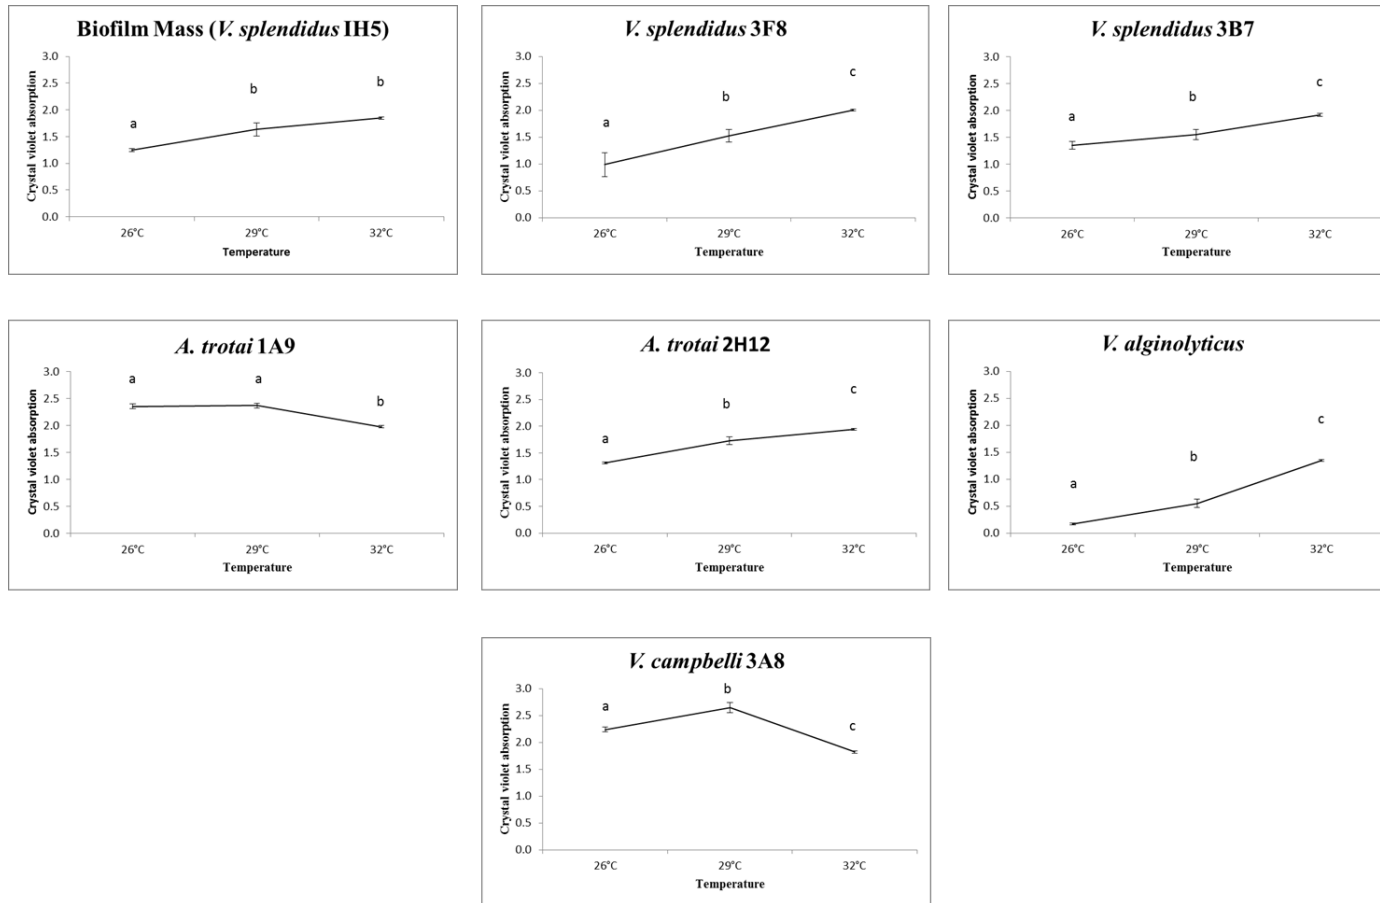 Biofilm Mass (V. splendidus IH5)
Crystal violet absorption
3.0
2.5
2.0
1.5
1.0
0.5
0.0
a
b
b
26°C
29°C
32°C
Temperature
V. splendidus 3F8
Crystal violet absorption
3.0
2.5
2.0
1.5
1.0
0.5
0.0
a
b
c
26°C
29°C
32°C
Temperature
V. splendidus 3B7
Crystal violet absorption
3.0
2.5
2.0
1.5
1.0
0.5
0.0
a
b
c
26°C
29°C
32°C
Temperature
A. trotai 1A9
Crystal violet absorption
3.0
2.5
2.0
1.5
1.0
0.5
0.0
a
a
b
26°C
29°C
32°C
Temperature
A. trotai 2H12
Crystal violet absorption
3.0
2.5
2.0
1.5
1.0
0.5
0.0
a
b
c
26°C
29°C
32°C
Temperature
V. alginolyticus
Crystal violet absorption
3.0
2.5
2.0
1.5
1.0
0.5
0.0
a
b
c
26°C
29°C
32°C
Temperature
V. campbelli 3A8
Crystal violet absorption
3.0
2.5
2.0
1.5
1.0
0.5
0.0
a
b
c
26°C
29°C
32°C
Temperature